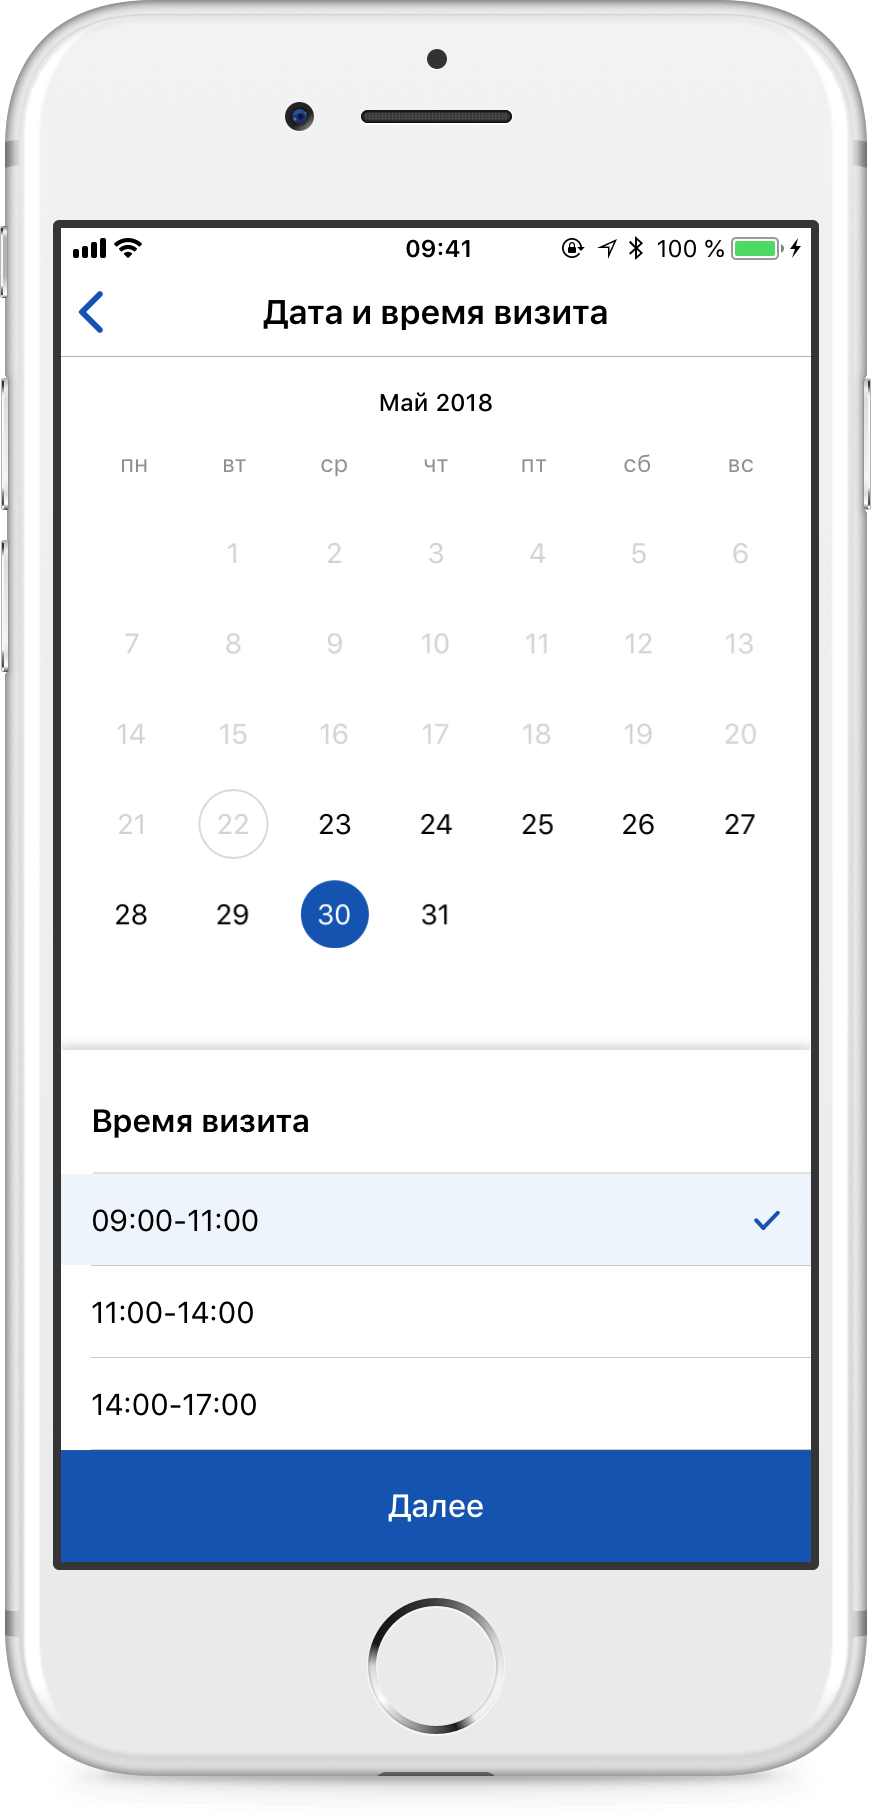 09:41 100 %
Дата и время визита
Май 2018
пн вт ср чт пт сб вс
1 2 3 4 5 6
7 8 9 10 11 12 13
14 15 16 17 18 19 20
21 22 23 24 25 26 27
28 29 30 31
Время визита
09:00-11:00
11:00-14:00
14:00-17:00
Далее